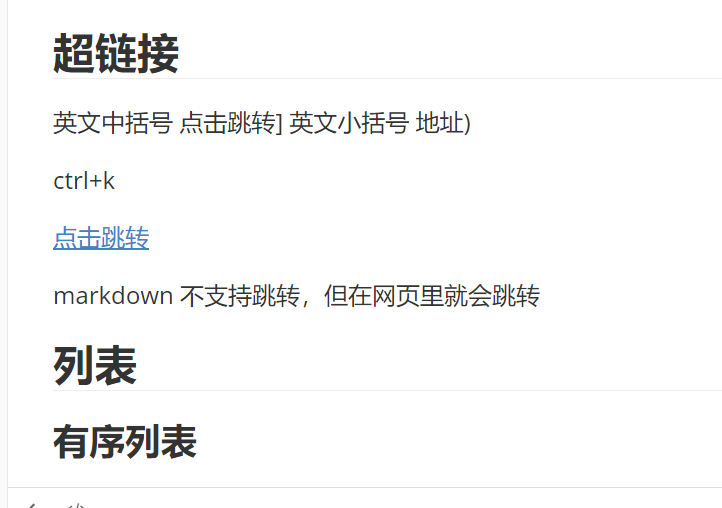 超链接
英文中括号 点击跳转] 英文小括号 地址)
ctrl+k
点击跳转
markdown 不支持跳转，但在网页里就会跳转
列表
有序列表